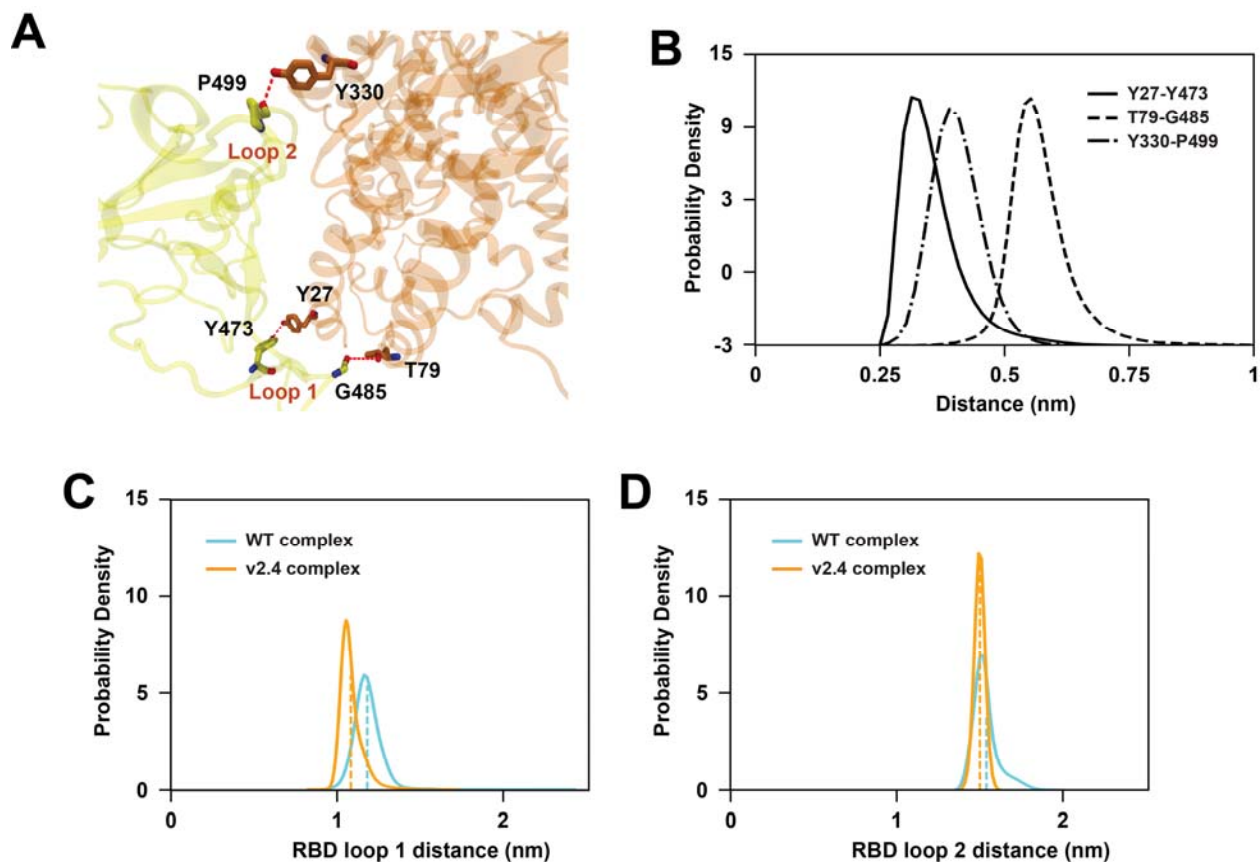 A
P499
Y330
Loop 2
Y27
Y473
T79
Loop 1
G485
B
15
9
3
0
-3
Probability Density
Y27-Y473
T79-G485
Y330-P499
0
0.25
0.5
0.75
1
Distance (nm)
C
15
10
5
0
Probability Density
WT complex
v2.4 complex
0
1
2
RBD loop 1 distance (nm)
D
15
10
5
0
Probability Density
WT complex
v2.4 complex
0
1
2
RBD loop 2 distance (nm)